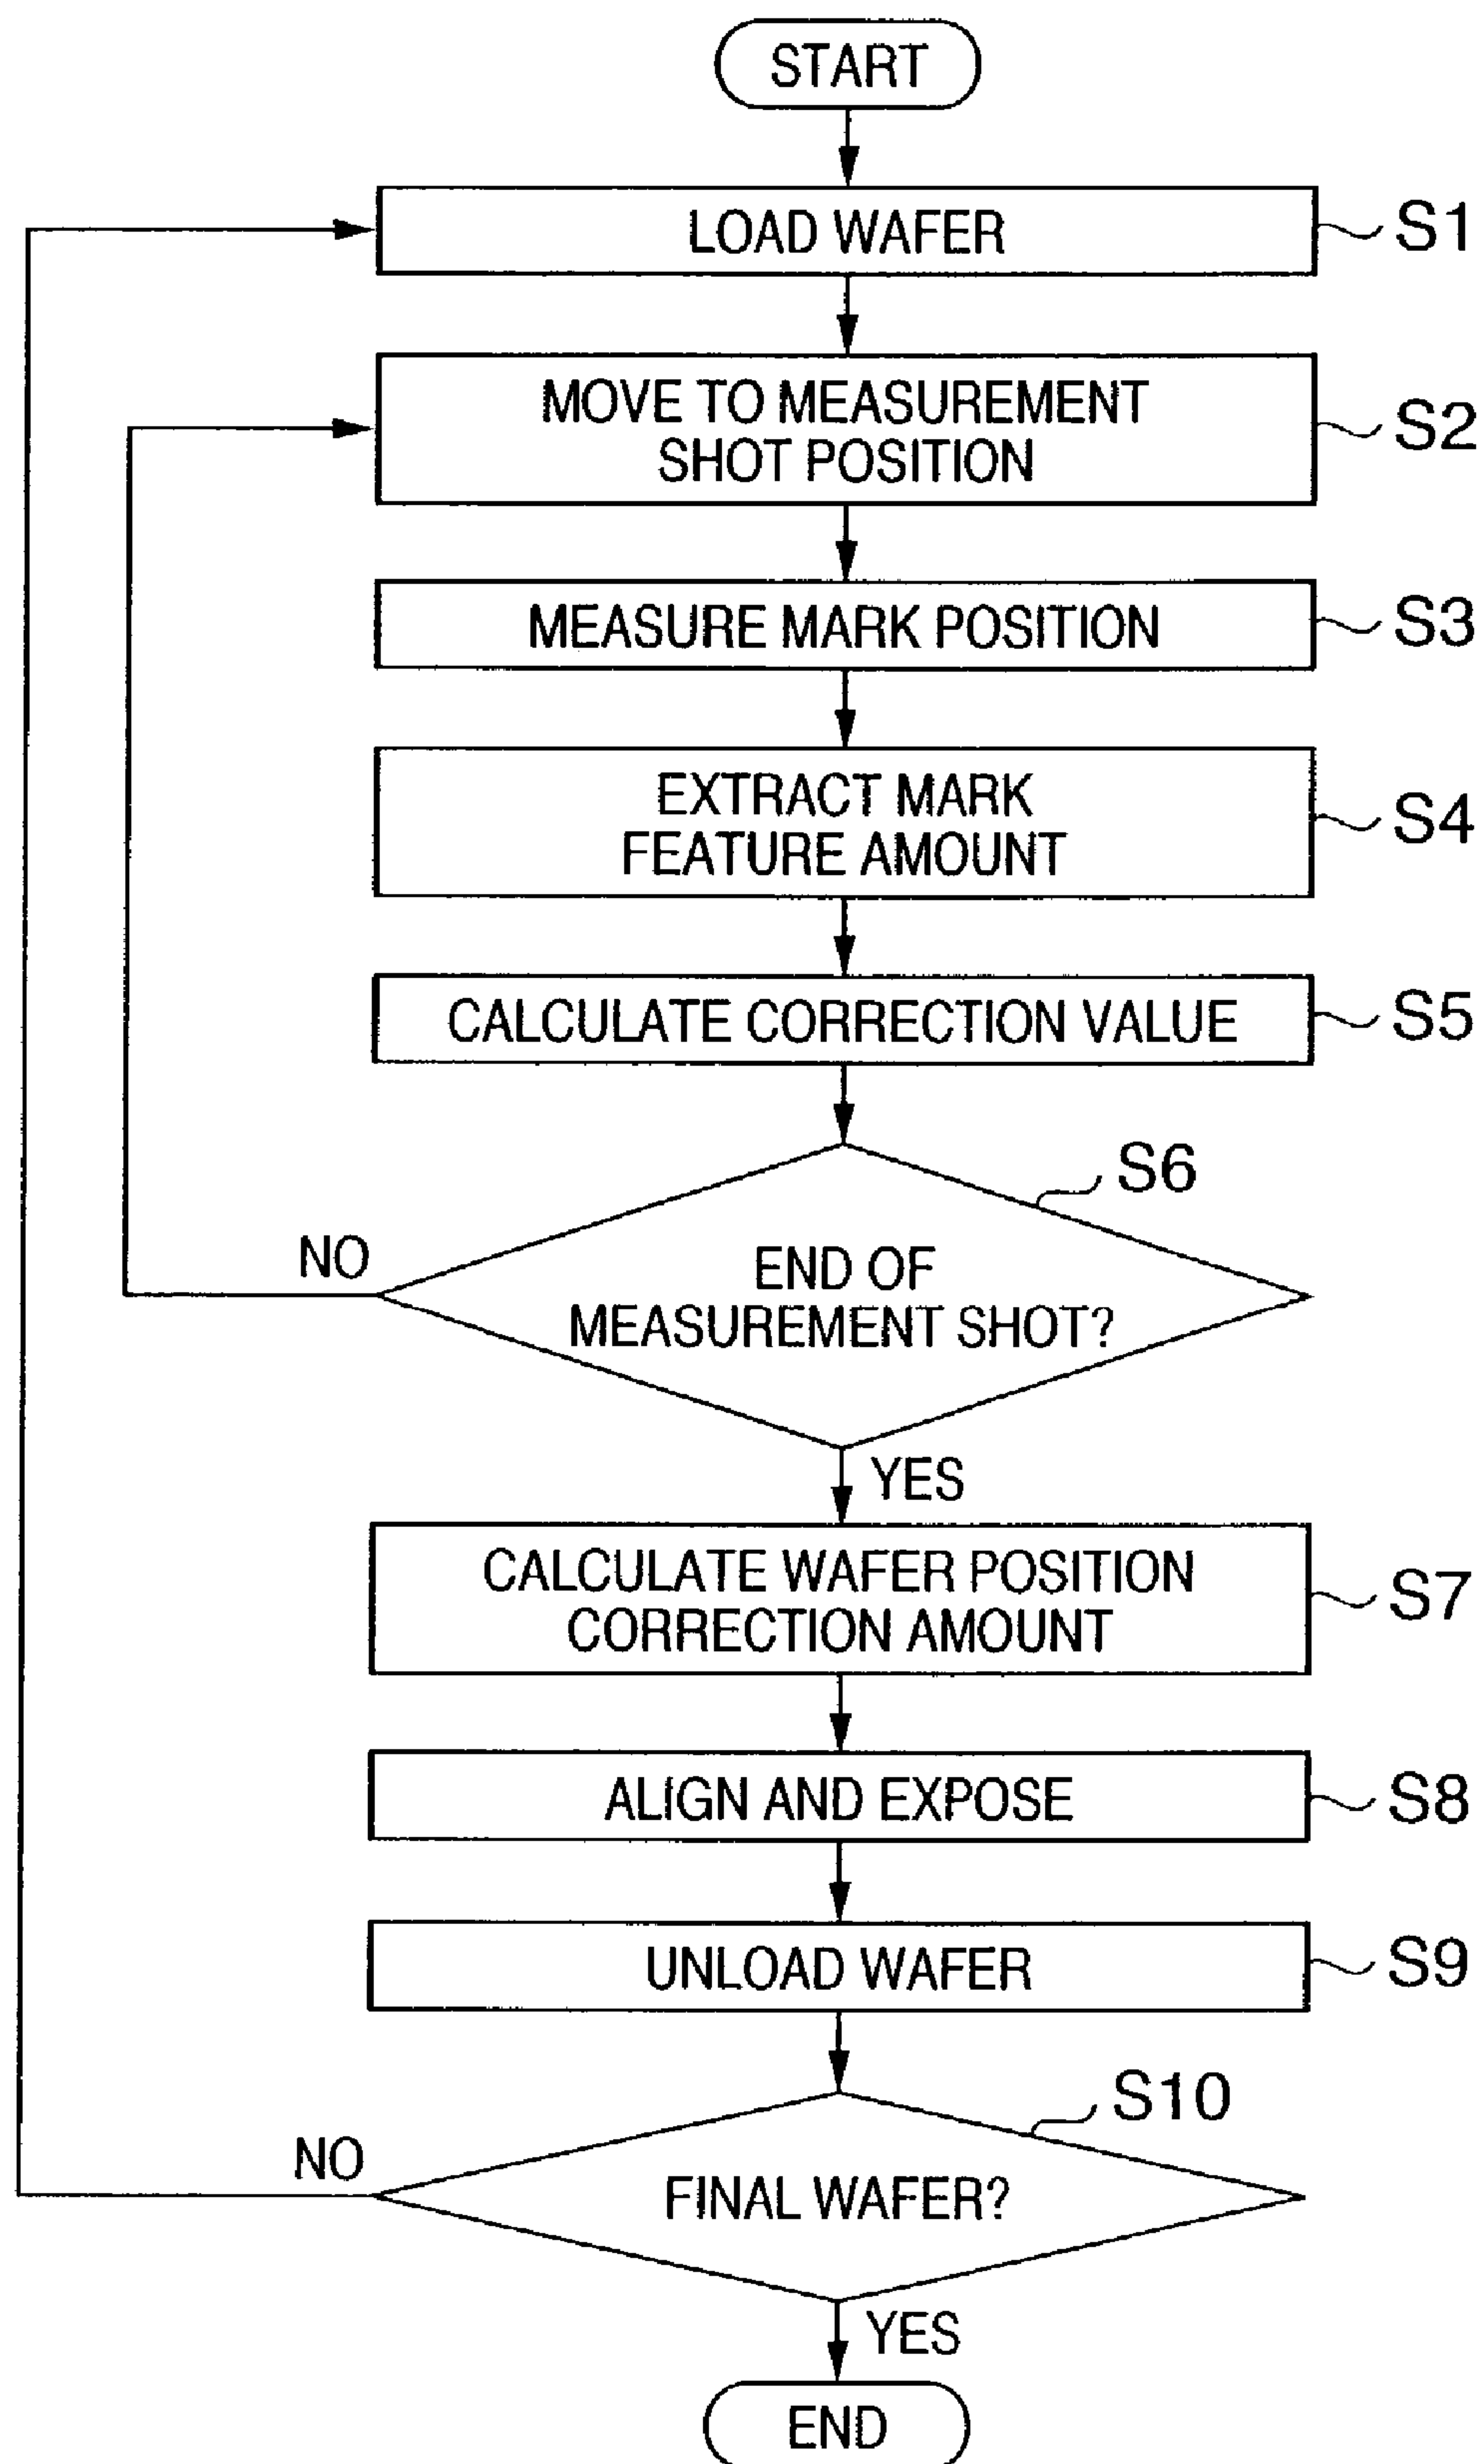 START
LOAD WAFER
S1
MOVE TO MEASUREMENT
SHOT POSITION
S2
MEASURE MARK POSITION
S3
EXTRACT MARK
FEATURE AMOUNT
S4
CALCULATE CORRECTION VALUE
S5
S6
NO
END OF
MEASUREMENT SHOT?
YES
CALCULATE WAFER POSITION
CORRECTION AMOUNT
S7
ALIGN AND EXPOSE
S8
UNLOAD WAFER
S9
S10
NO
FINAL WAFER?
YES
END